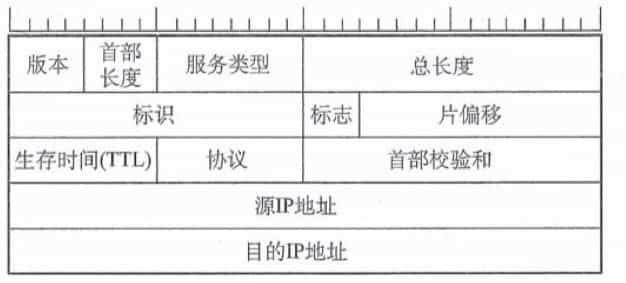 版本 首部长度 服务类型 总长度
标识 标志 片偏移
生存时间(TTL) 协议 首部校验和
源IP地址
目的IP地址